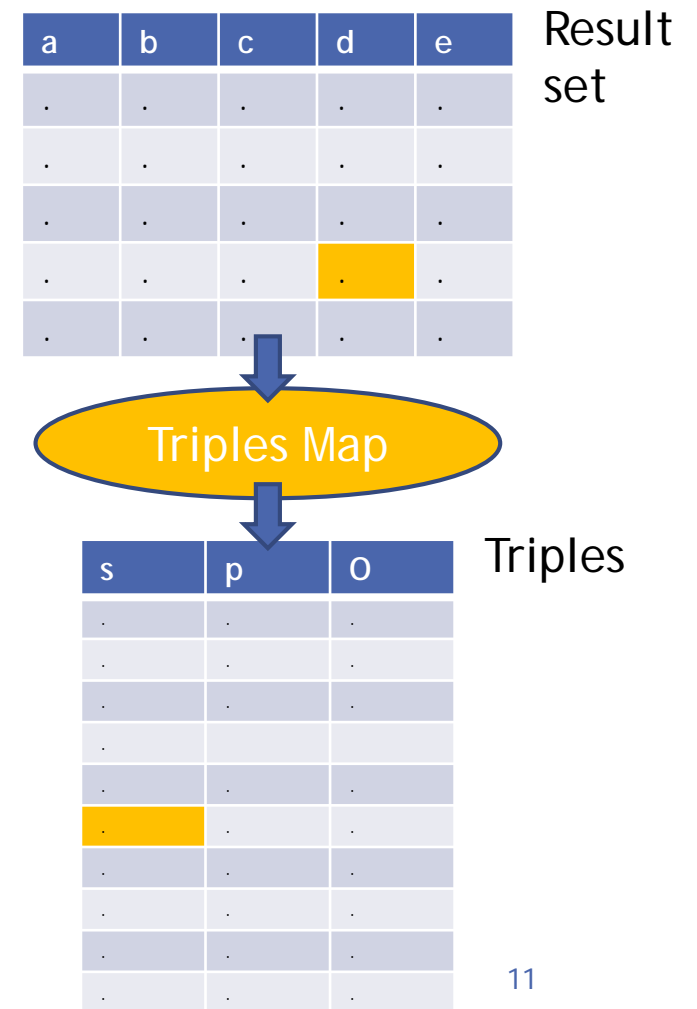 Result
set
a b c d e
. . . . .
. . . . .
. . . . .
. . . . .
. . . . .
Triples Map
Triples
s p O
. . .
. . .
. . .
.
. . .
. . .
. . .
. . .
. . .
. . .
11